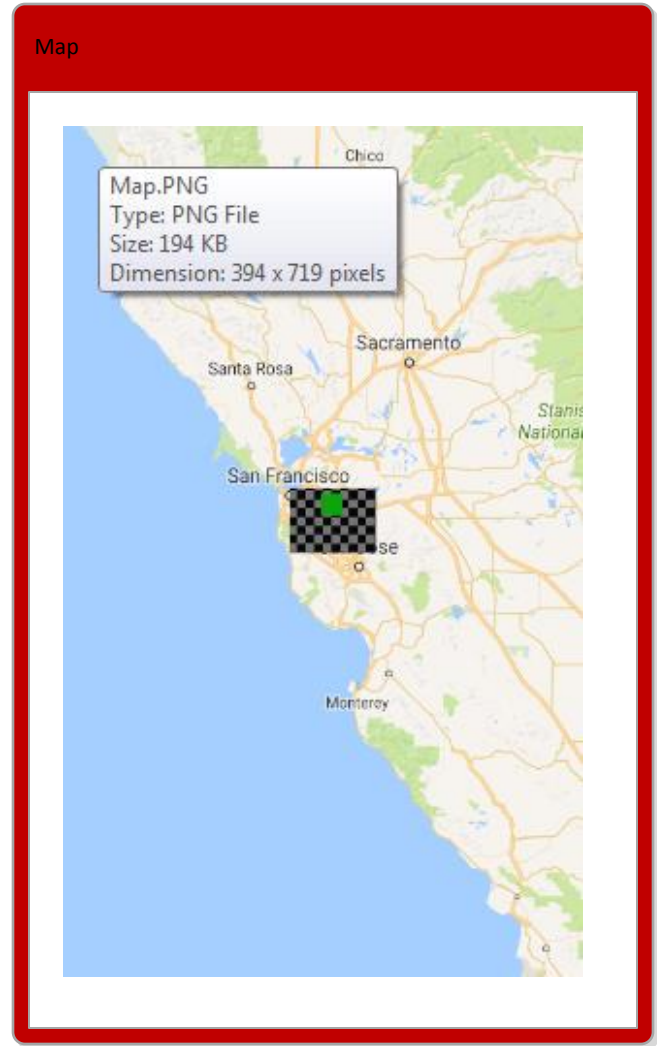 Map
Chico
Map.PNG
Type: PNG File
Size: 194 KB
Dimension: 394 x 719 pixels
Sacramento
Santa Rosa
Stanis
National
San Francisco
se
Monterey